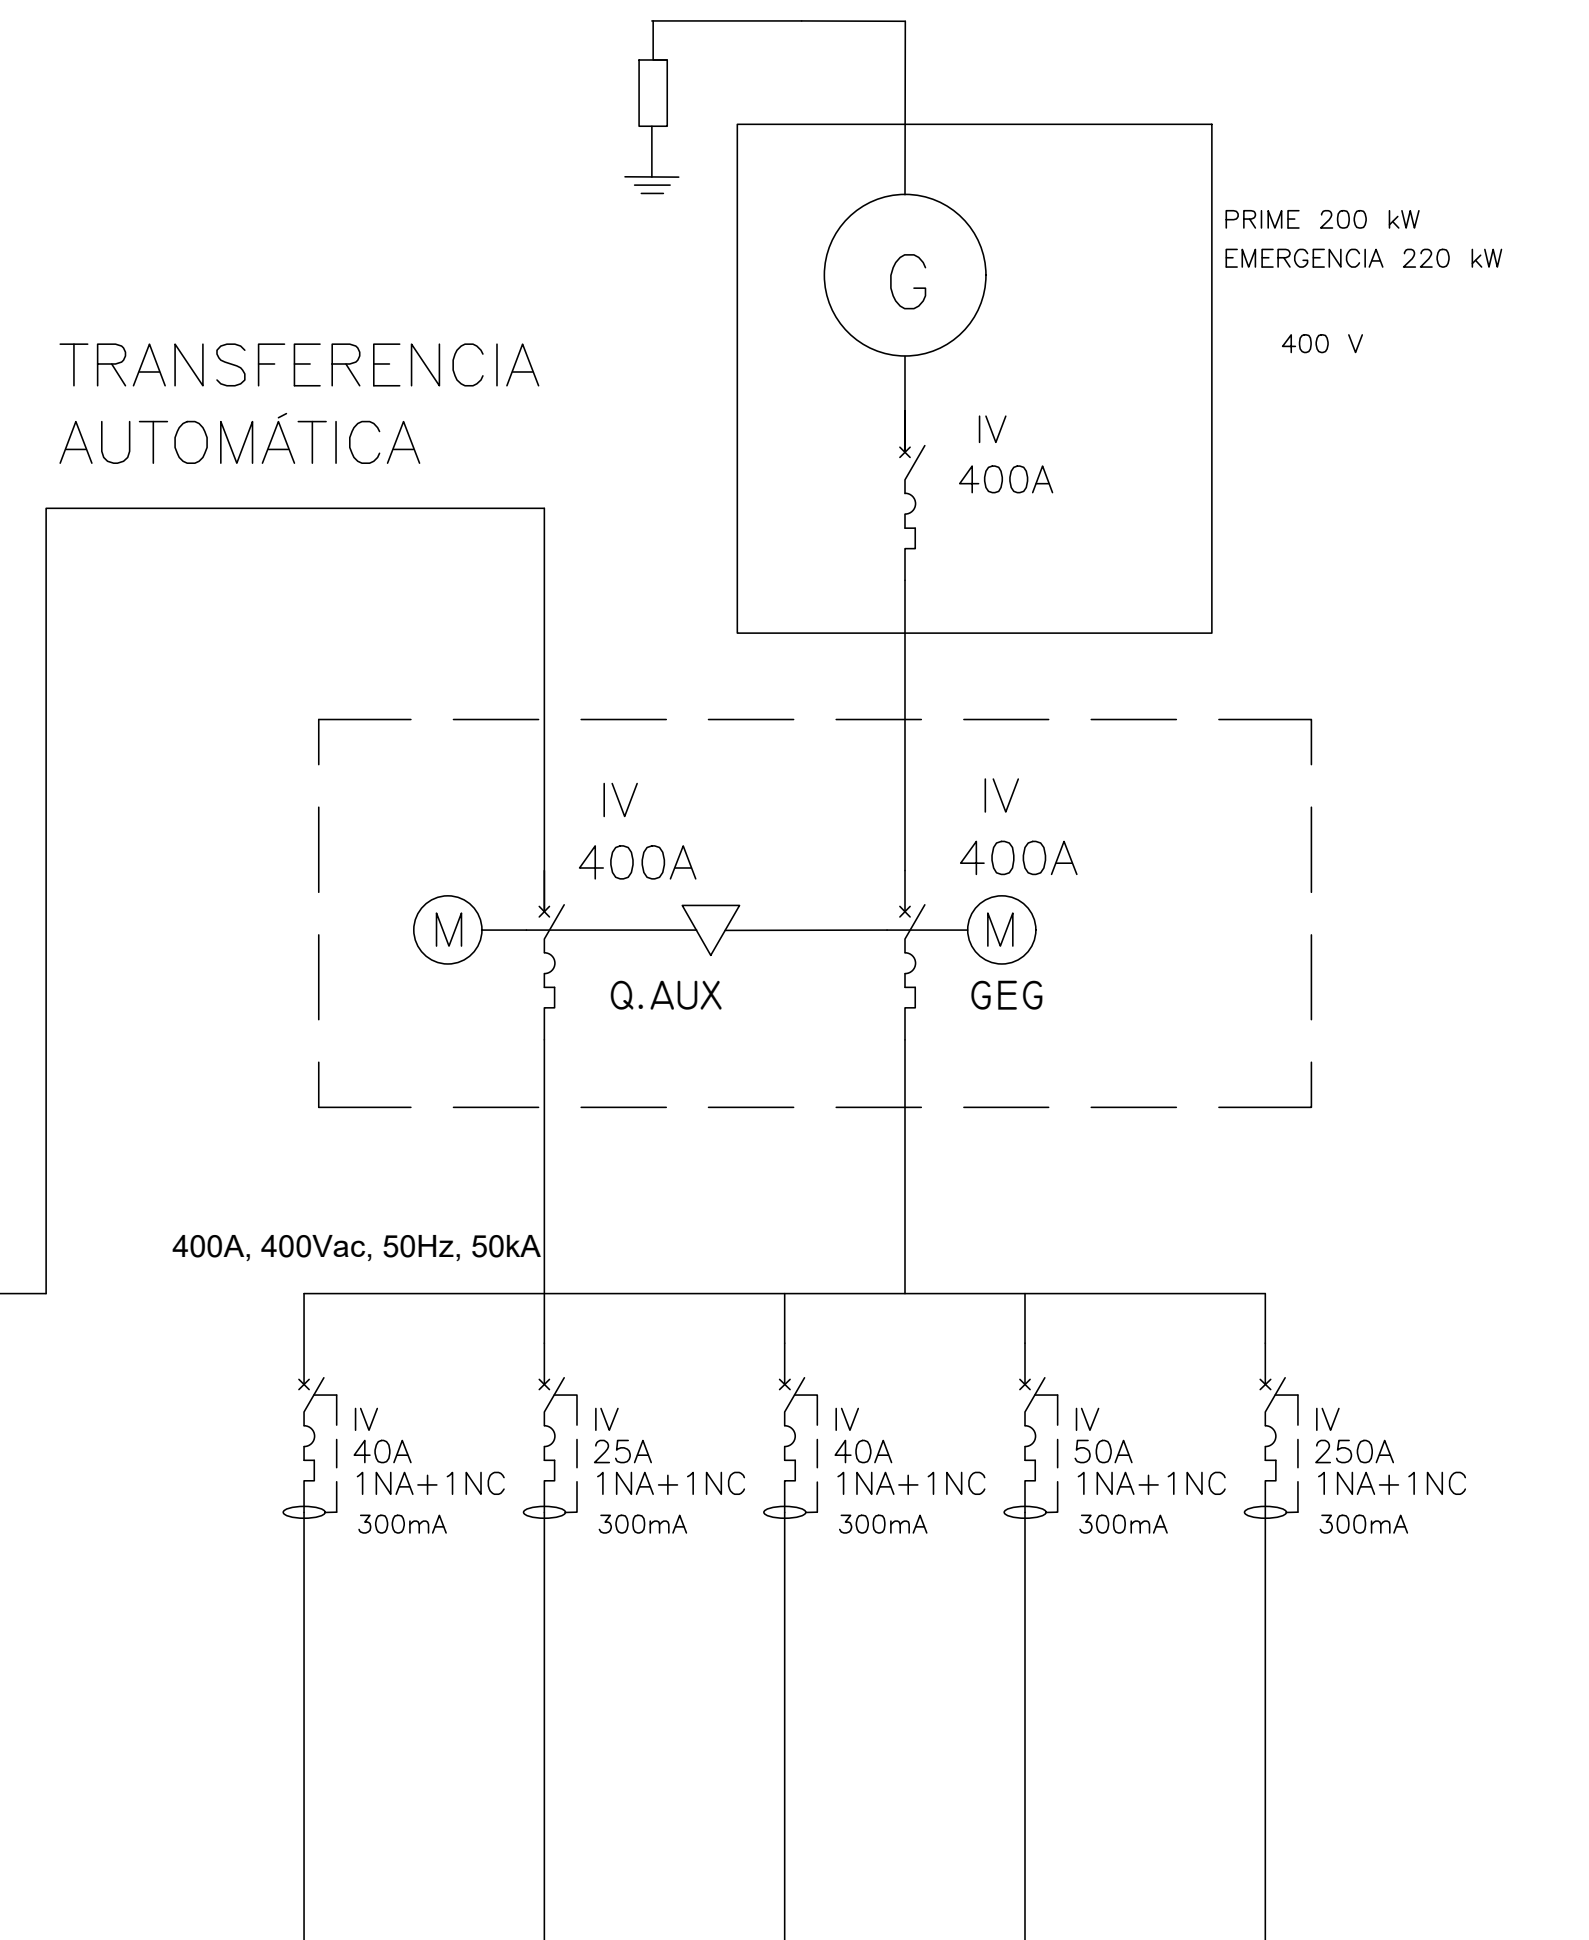 PRIME 200 kW
EMERGENCIA 220 kW
G
400 V
TRANSFERENCIA
AUTOMÁTICA
IV
400A
IV
400A
IV
400A
M
M
Q.AUX
GEG
400A, 400Vac, 50Hz, 50kA
IV
40A
1NA+1NC
300mA
IV
25A
1NA+1NC
300mA
IV
40A
1NA+1NC
300mA
IV
50A
1NA+1NC
300mA
IV
250A
1NA+1NC
300mA